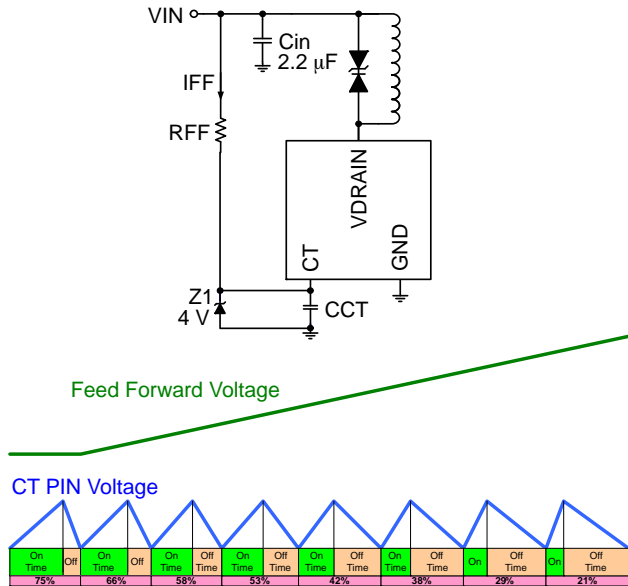 VIN
Cin
2.2 μF
IFF
RFF
VDRAIN
CT
GND
Z1
4 V
CCT
Feed Forward Voltage
CT PIN Voltage
On Time Off On Time Off On Time Off Time On Time Off Time On Time Off Time On Time Off Time On Off Time On Off Time
75% 66% 58% 53% 42% 38% 29% 21%